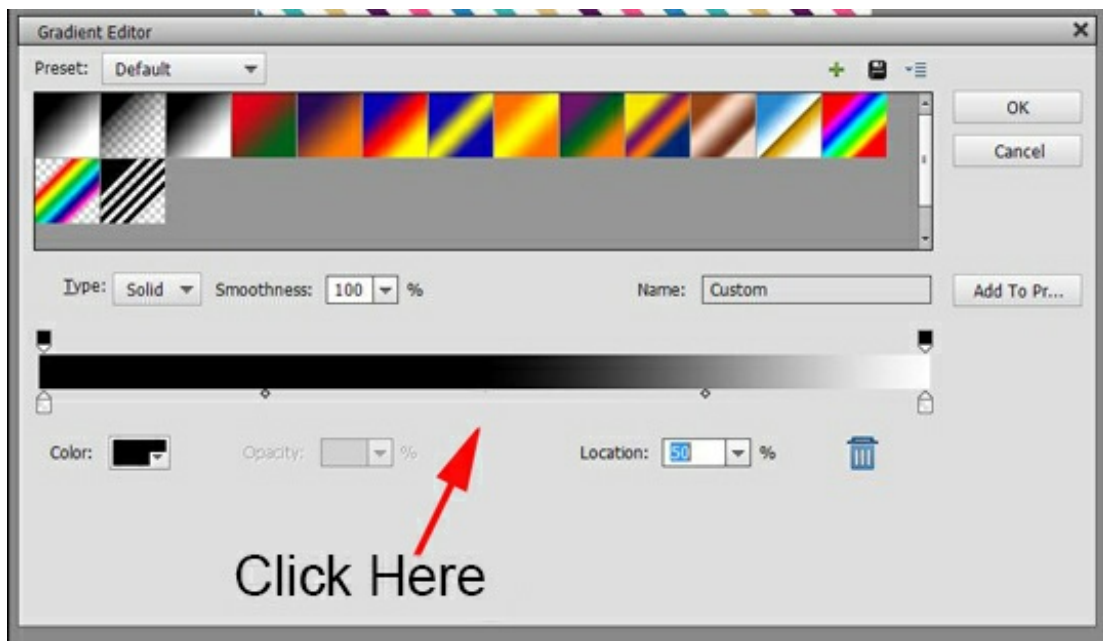 Gradient Editor
Preset: Default
OK
Cancel
Type: Solid Smoothness: 100 % Name: Custom Add To Pr...
Color: Opacity: % Location: 50 %
Click Here